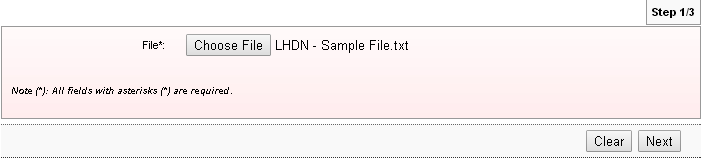 Step 1/3
File*: Choose File LHDN - Sample File.txt
Note (*): All fields with asterisks (*) are required.
Clear Next